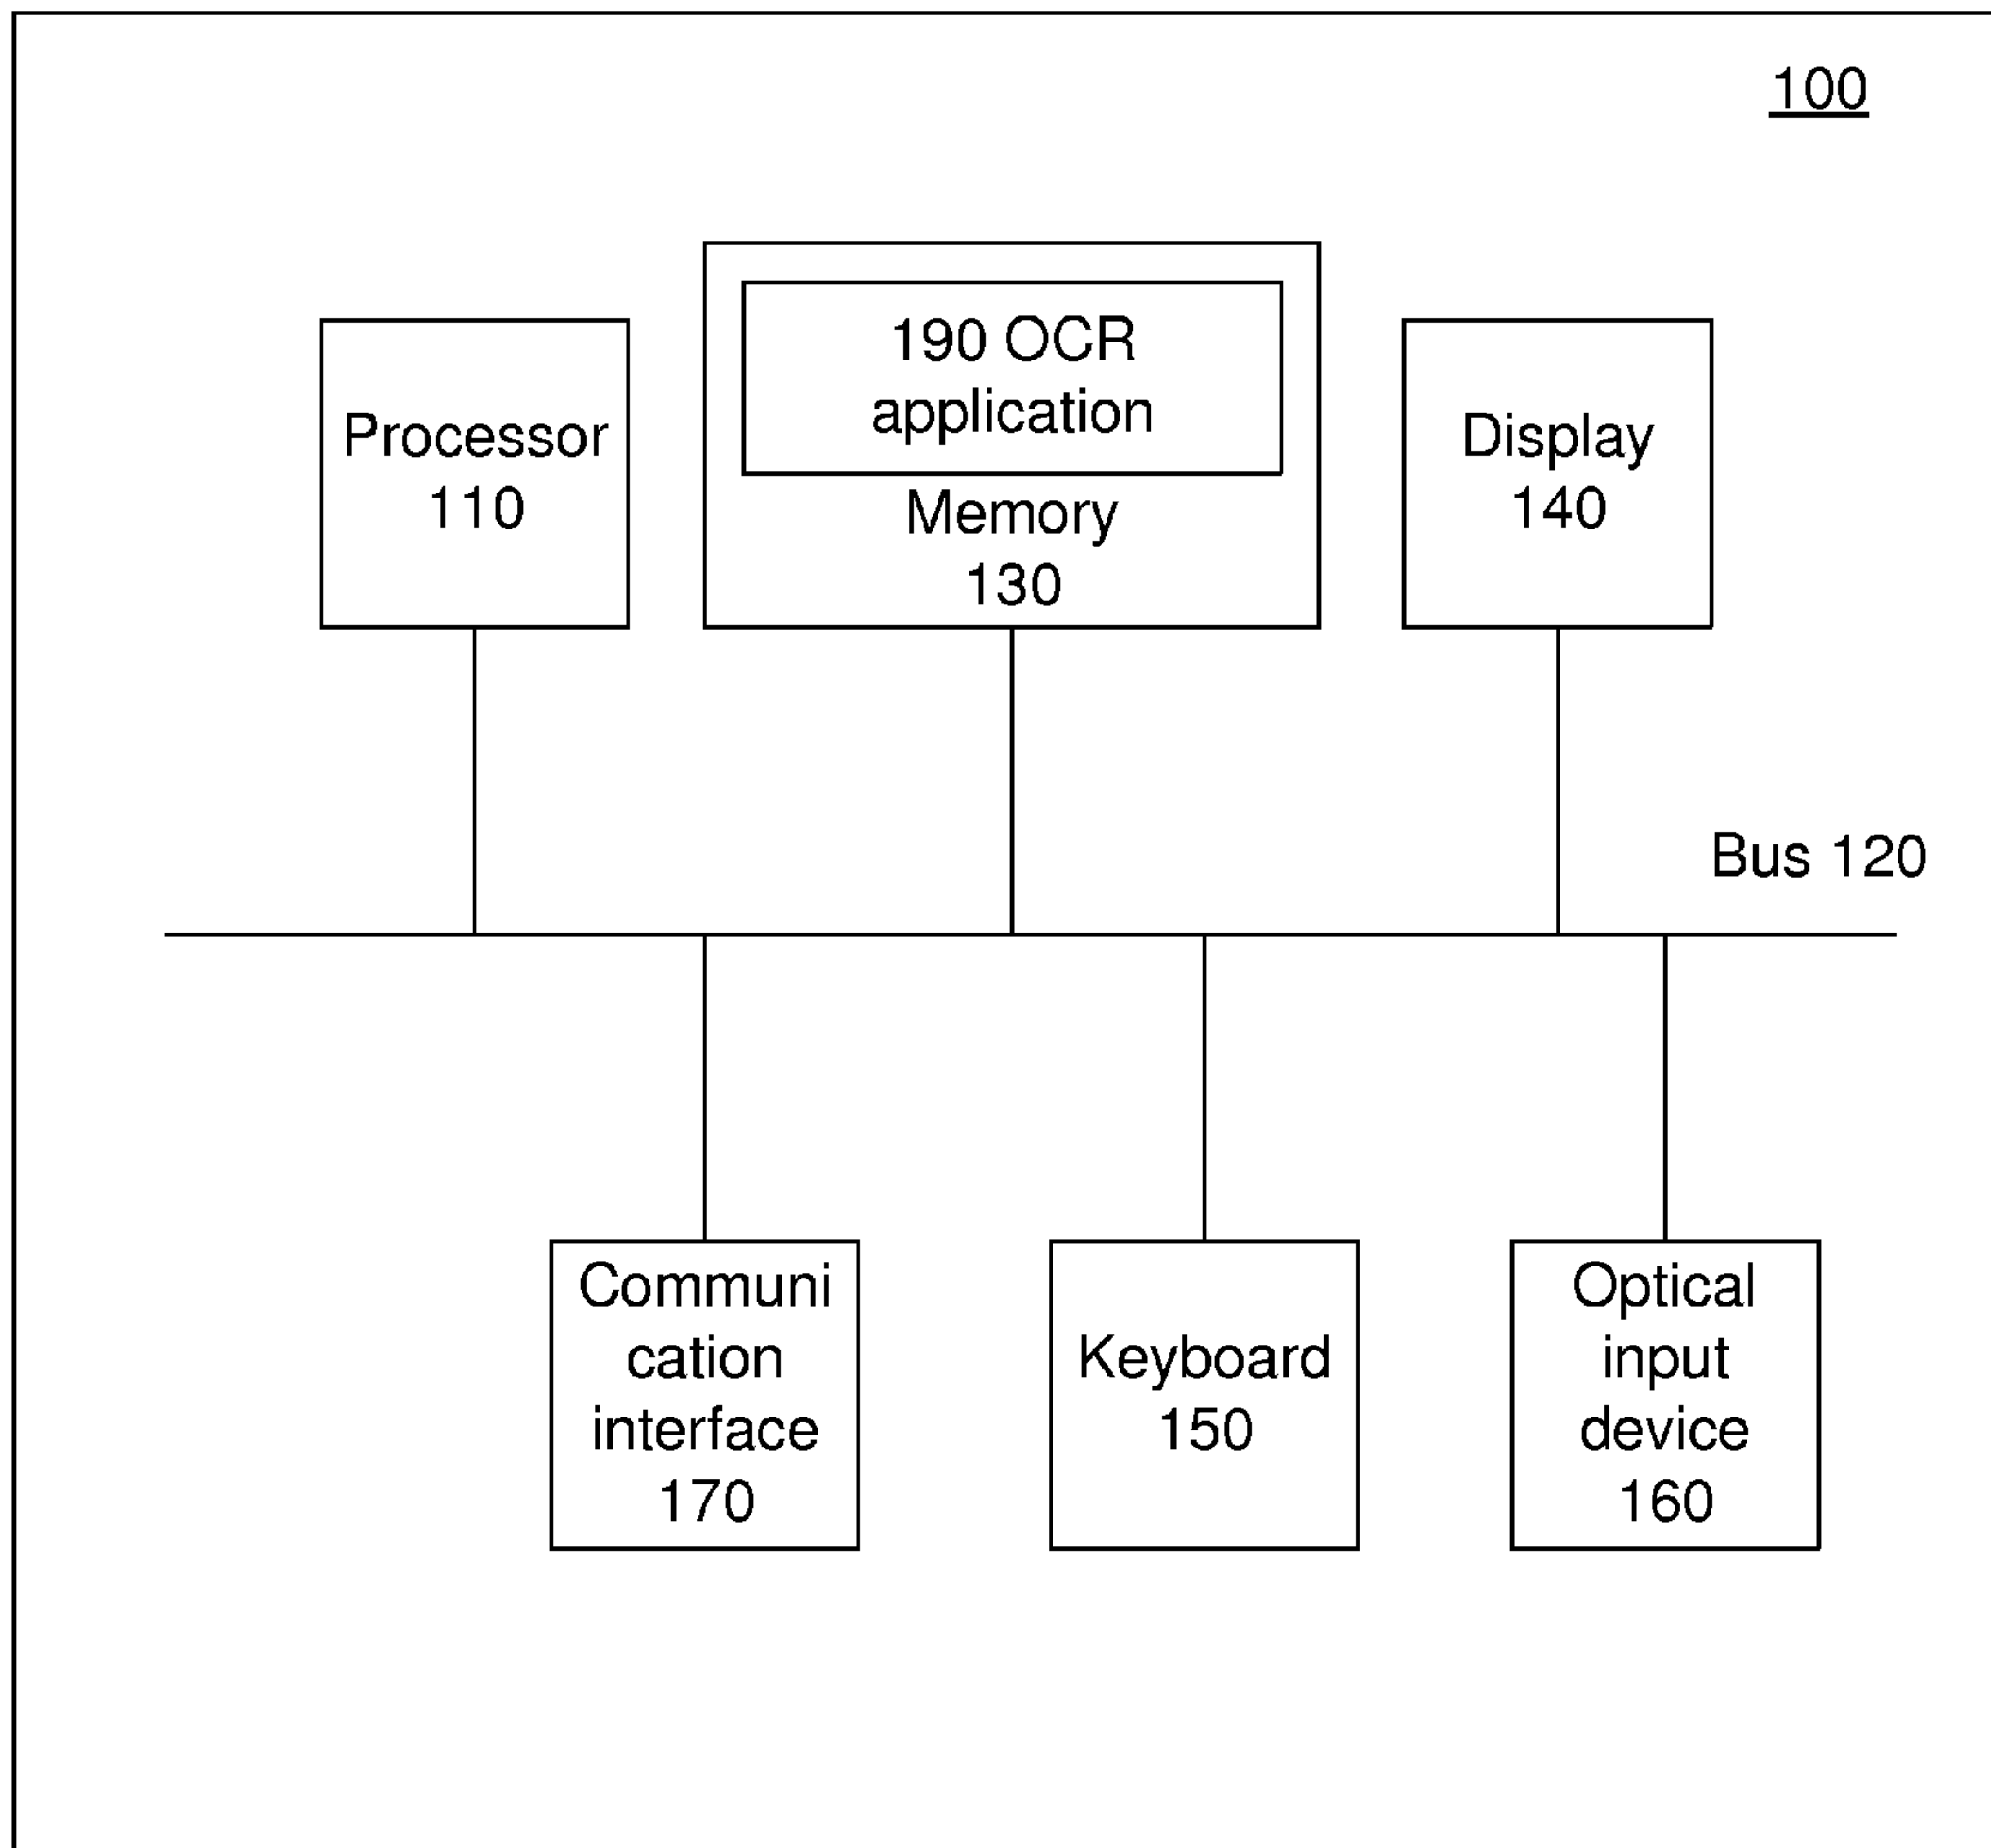 100
190 OCR
application
Memory
130
Processor
110
Display
140
Bus 120
Communi
cation
interface
170
Keyboard
150
Optical
input
device
160